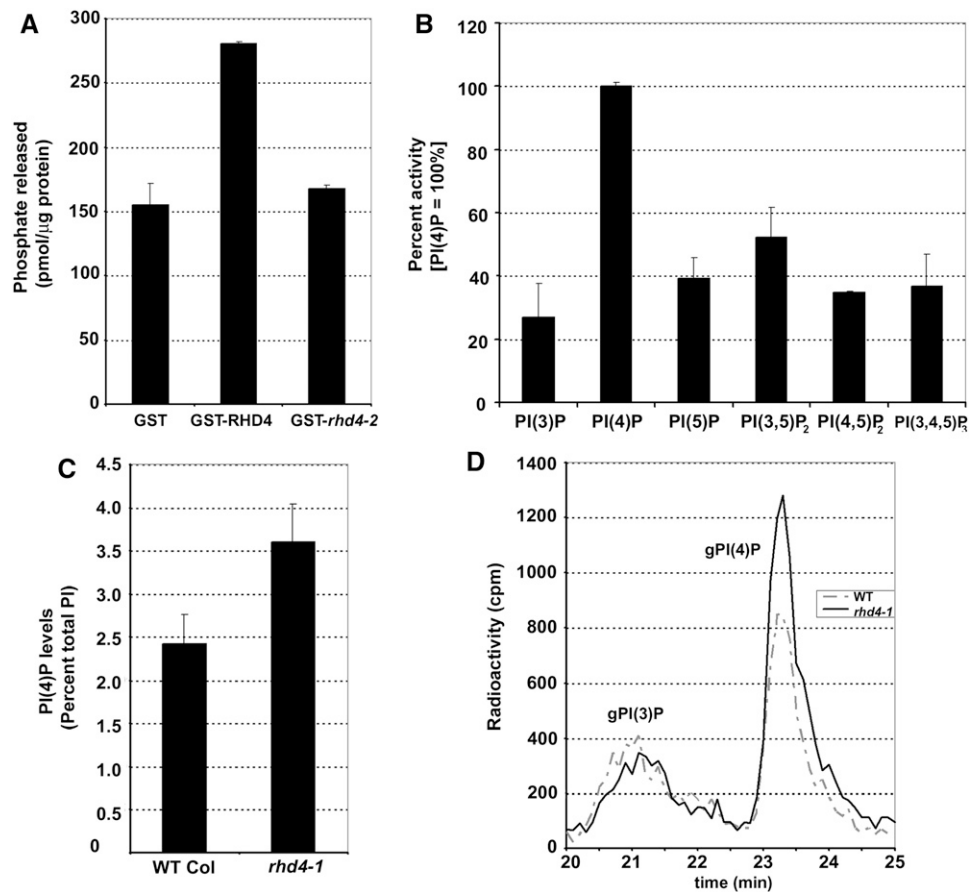 A
Phosphate released
(pmol/μg protein)
300
250
200
150
100
50
0
GST
GST-RHD4
GST-rhd4-2
B
Percent activity
[PI(4)P = 100%]
120
100
80
60
40
20
0
PI(3)P
PI(4)P
PI(5)P
PI(3,5)P2
PI(4,5)P2
PI(3,4,5)P3
C
PI(4)P levels
(Percent total PI)
4.5
4.0
3.5
3.0
2.5
2.0
1.5
1.0
0.5
0
WT Col
rhd4-1
D
Radioactivity (cpm)
1400
1200
1000
800
600
400
200
0
gPI(3)P
gPI(4)P
WT
rhd4-1
20
21
22
23
24
25
time (min)